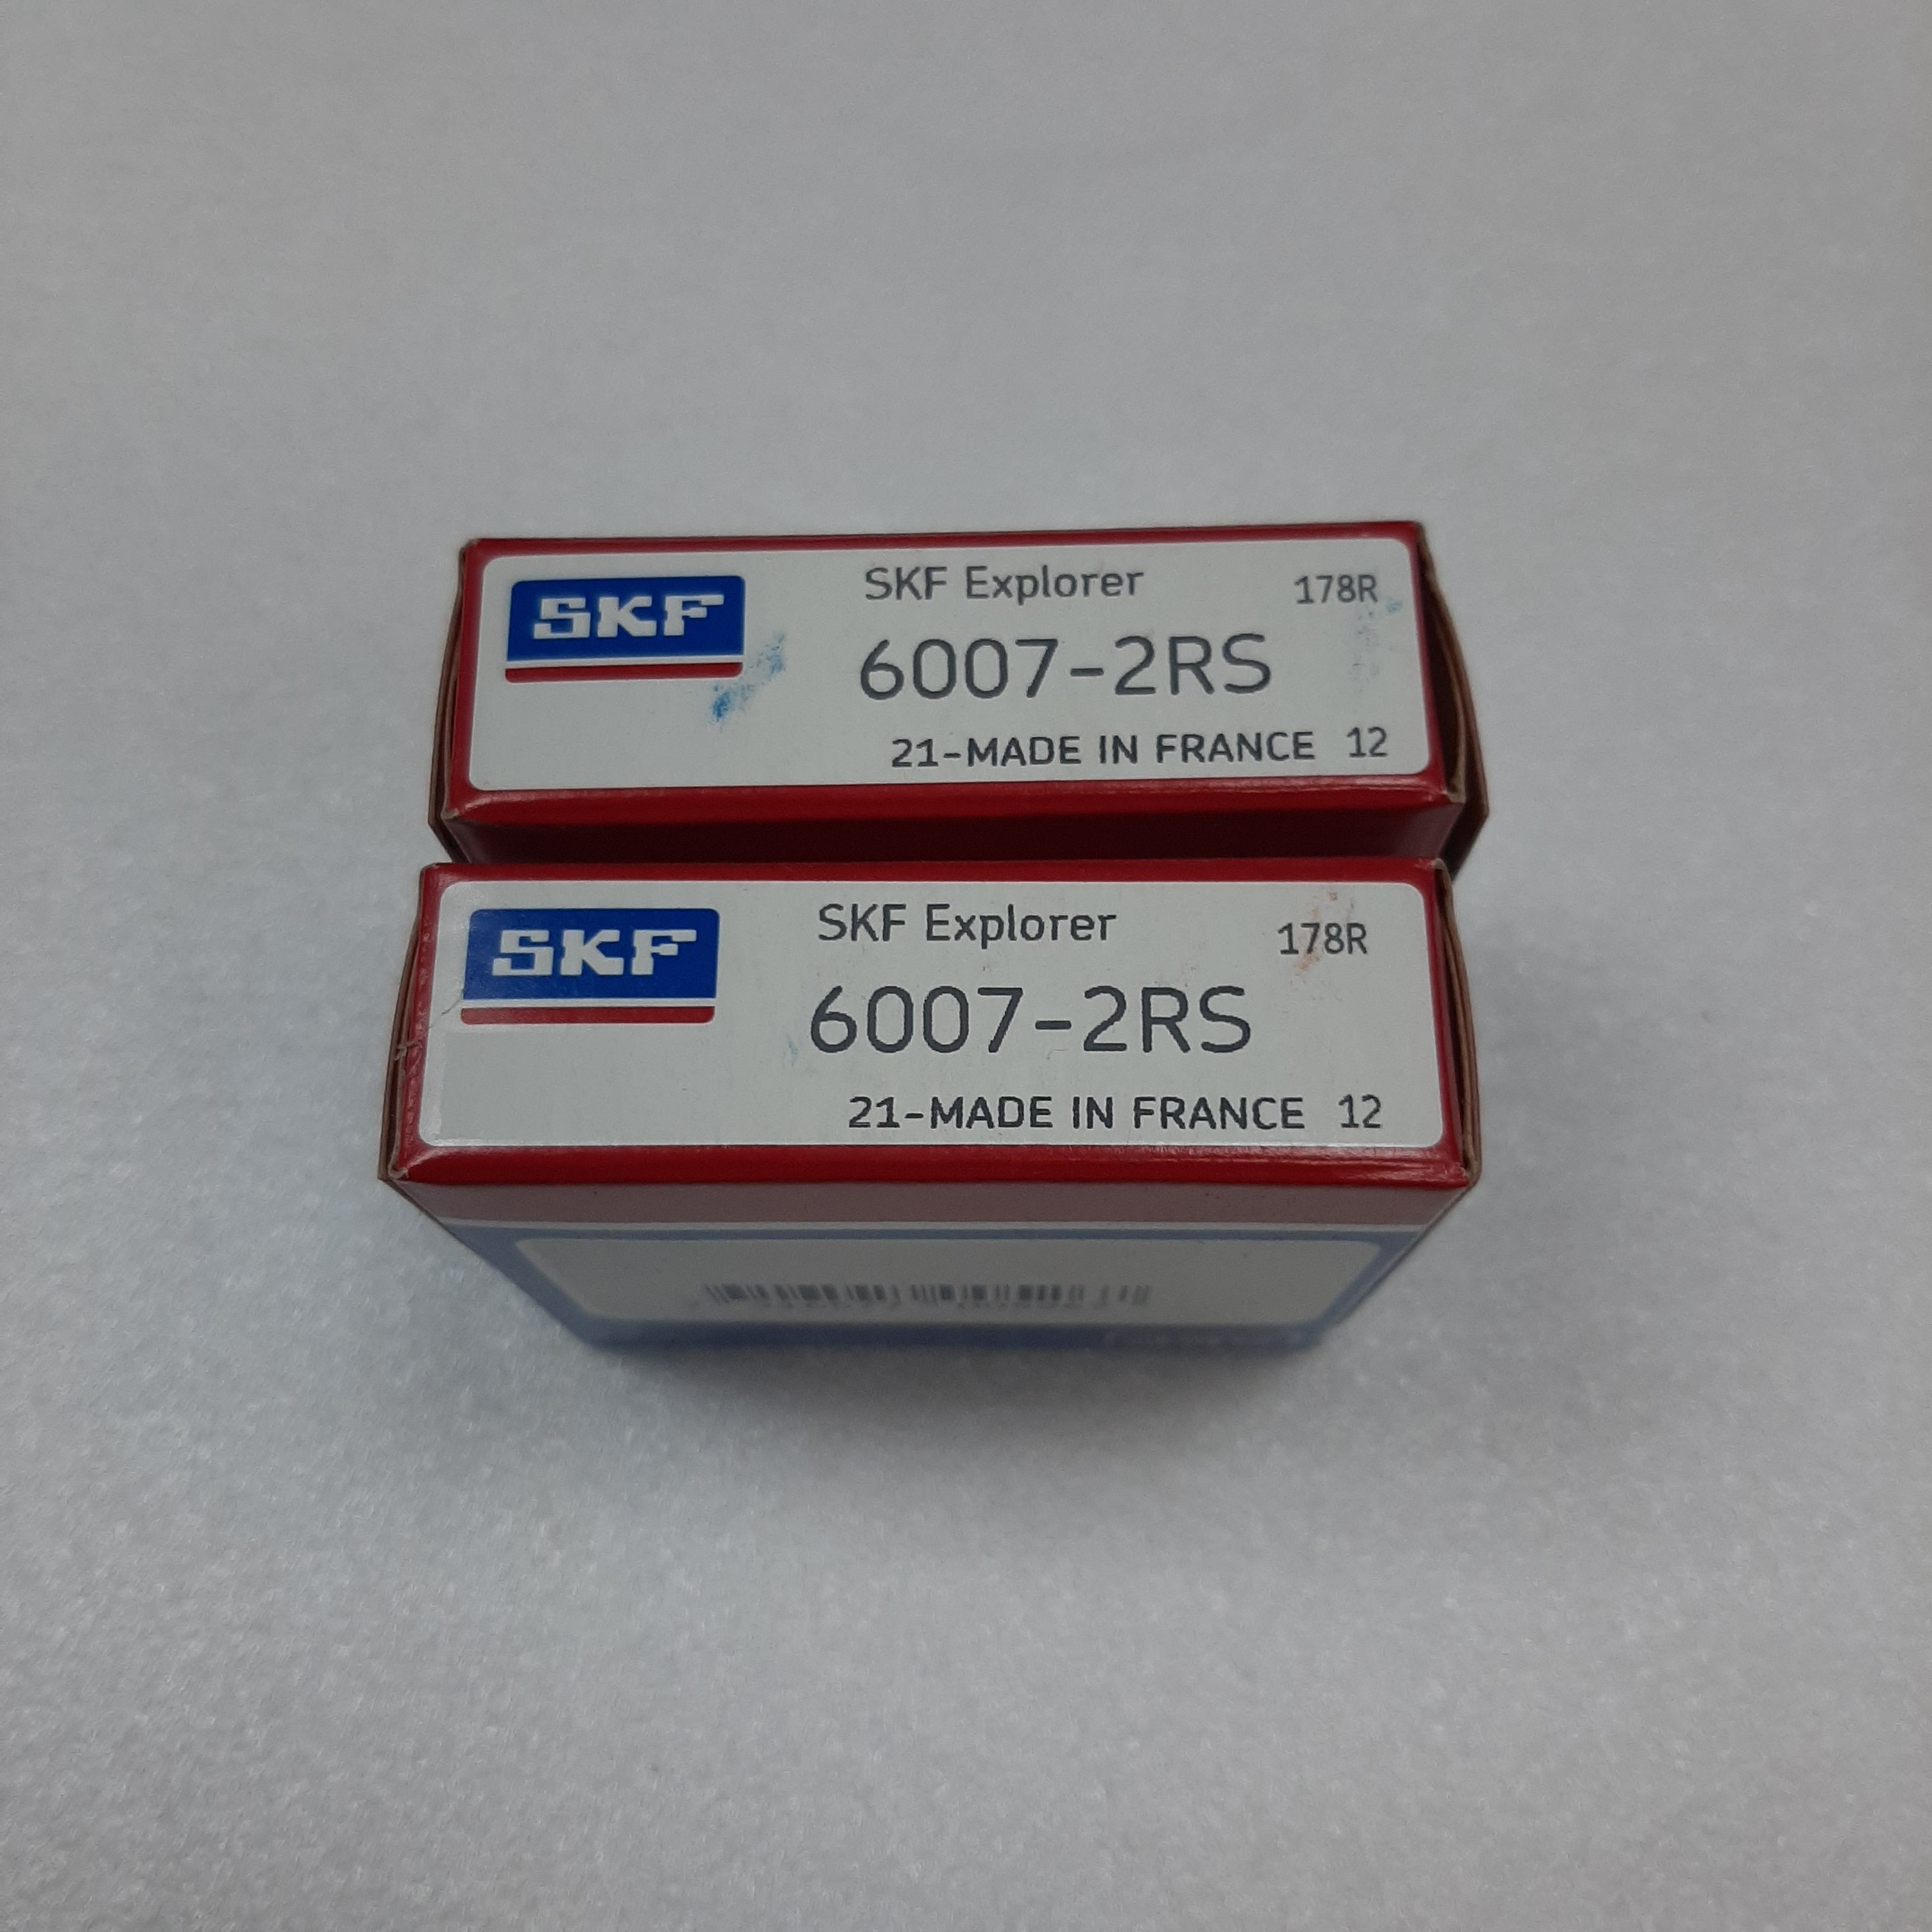 SKF
SKF Explorer
178R
6007-2RS
21-MADE IN FRANCE 12
SKF
SKF Explorer
178R
6007-2RS
21-MADE IN FRANCE 12